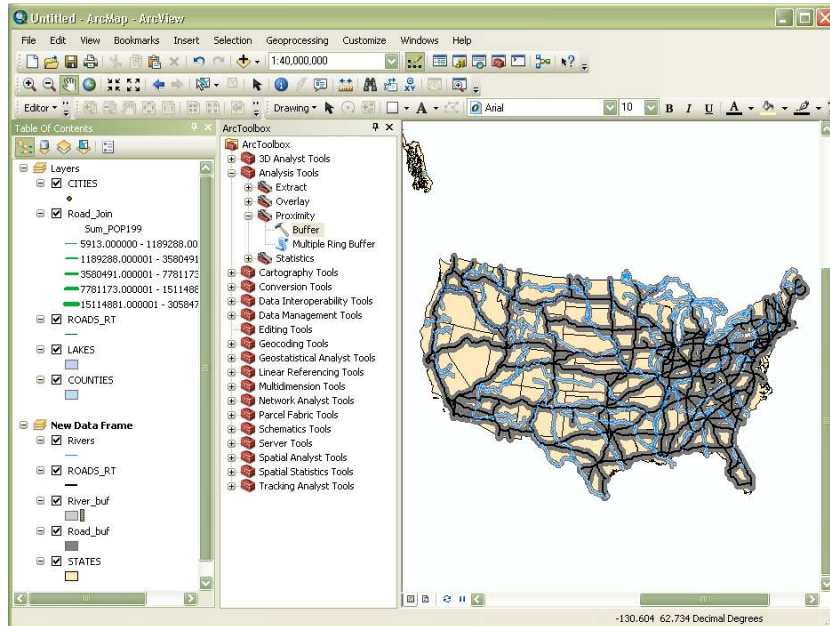 Untitled - ArcMap - ArcView
File Edit View Bookmarks Insert Selection Geoprocessing Customize Windows Help
1:40,000,000
Editor Drawing A Arial 10 B I U A
Table Of Contents
Layers
CITIES
Road_Join
Sum_POP199
5913.000000 - 1189288.00
1189288.000001 - 3580491
3580491.000001 - 7781173
7781173.000001 - 151148
15114881.000001 - 305847
ROADS_RT
LAKES
COUNTIES
New Data Frame
Rivers
ROADS_RT
River_buf
Road_buf
STATES
ArcToolbox
ArcToolbox
3D Analyst Tools
Analysis Tools
Extract
Overlay
Proximity
Buffer
Multiple Ring Buffer
Statistics
Cartography Tools
Conversion Tools
Data Interoperability Tools
Data Management Tools
Editing Tools
Geocoding Tools
Geostatistical Analyst Tools
Linear Referencing Tools
Multidimension Tools
Network Analyst Tools
Parcel Fabric Tools
Schematics Tools
Server Tools
Spatial Analyst Tools
Spatial Statistics Tools
Tracking Analyst Tools
-130.604 62.734 Decimal Degrees